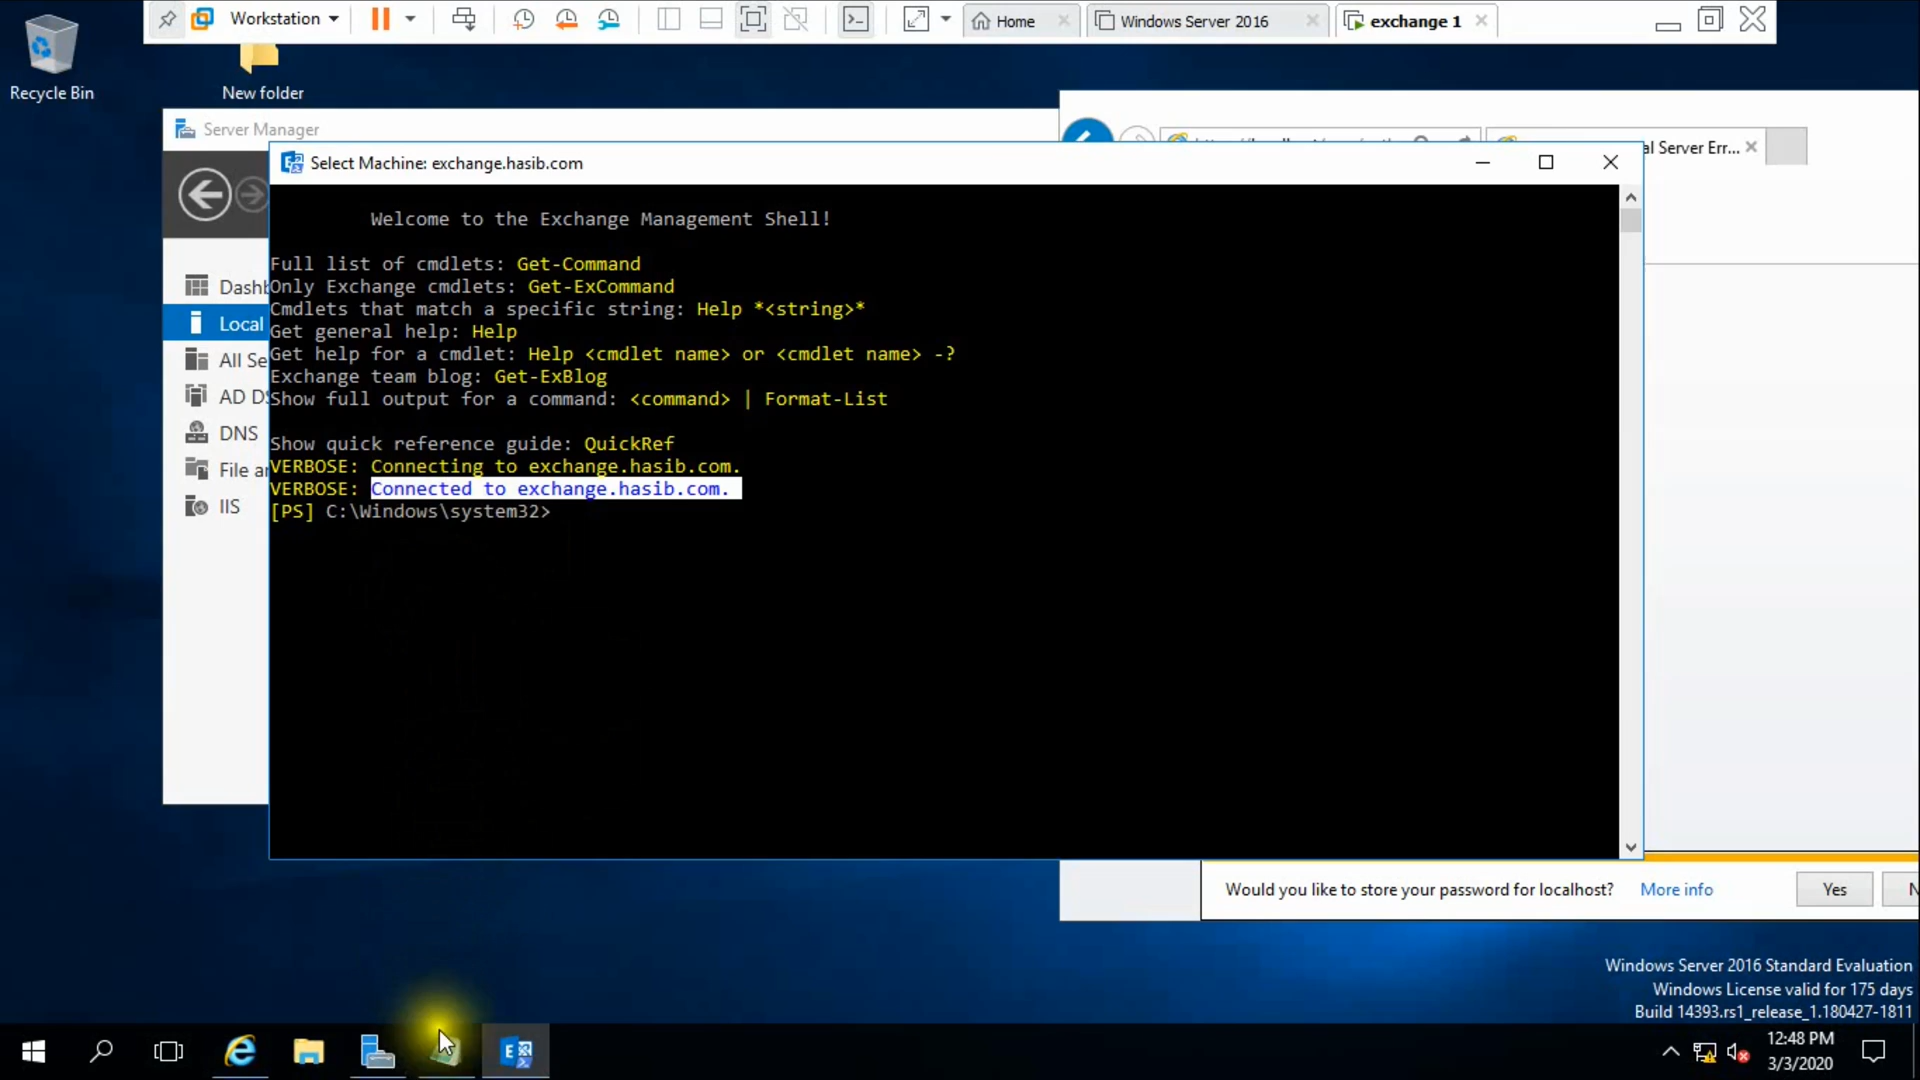 Workstation
Home
Windows Server 2016
exchange 1
Recycle Bin
New folder
Server Manager
al Server Err...
Select Machine: exchange.hasib.com
Welcome to the Exchange Management Shell!
Full list of cmdlets: Get-Command
Only Exchange cmdlets: Get-ExCommand
Cmdlets that match a specific string: Help *<string>*
Get general help: Help
Get help for a cmdlet: Help <cmdlet name> or <cmdlet name> -?
Exchange team blog: Get-ExBlog
Show full output for a command: <command> | Format-List
Show quick reference guide: QuickRef
VERBOSE: Connecting to exchange.hasib.com.
VERBOSE: Connected to exchange.hasib.com.
[PS] C:\Windows\system32>
Dashb
Local
All Se
AD DS
DNS
File an
IIS
Would you like to store your password for localhost? More info Yes N
Windows Server 2016 Standard Evaluation
Windows License valid for 175 days
Build 14393.rs1_release_1.180427-1811
12:48 PM
3/3/2020